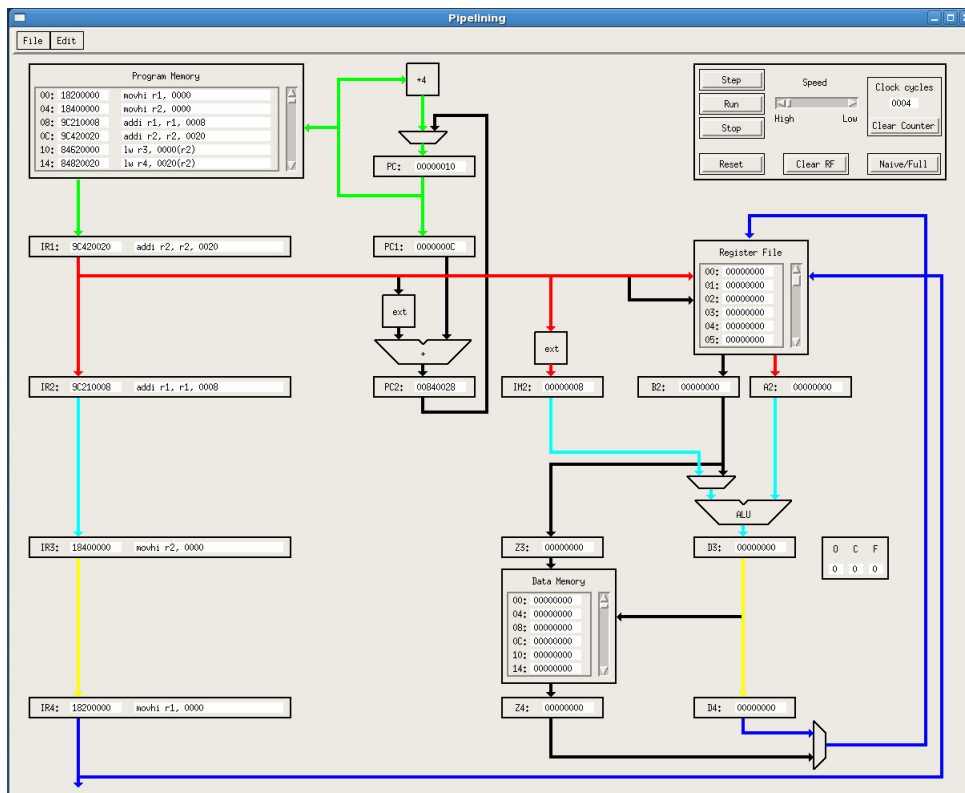 Pipelining
File Edit
Program Memory
00: 18200000 movhi r1, 0000
04: 18400000 movhi r2, 0000
08: 9C210008 addi r1, r1, 0008
0C: 9C420020 addi r2, r2, 0020
10: 84620000 lw r3, 0000(r2)
14: 84820020 lw r4, 0020(r2)
+4
PC: 00000010
Step
Run
Stop
Speed
High Low
Clock cycles
0004
Clear Counter
Reset Clear RF Naive/Full
IR1: 9C420020 addi r2, r2, 0020
PC1: 0000000C
Register File
00: 00000000
01: 00000000
02: 00000000
03: 00000000
04: 00000000
05: 00000000
ext
+
ext
IR2: 9C210008 addi r1, r1, 0008
PC2: 00840028
IM2: 00000008
B2: 00000000
A2: 00000000
ALU
IR3: 18400000 movhi r2, 0000
Z3: 00000000
D3: 00000000
O C F
0 0 0
Data Memory
00: 00000000
04: 00000000
08: 00000000
0C: 00000000
10: 00000000
14: 00000000
IR4: 18200000 movhi r1, 0000
Z4: 00000000
D4: 00000000